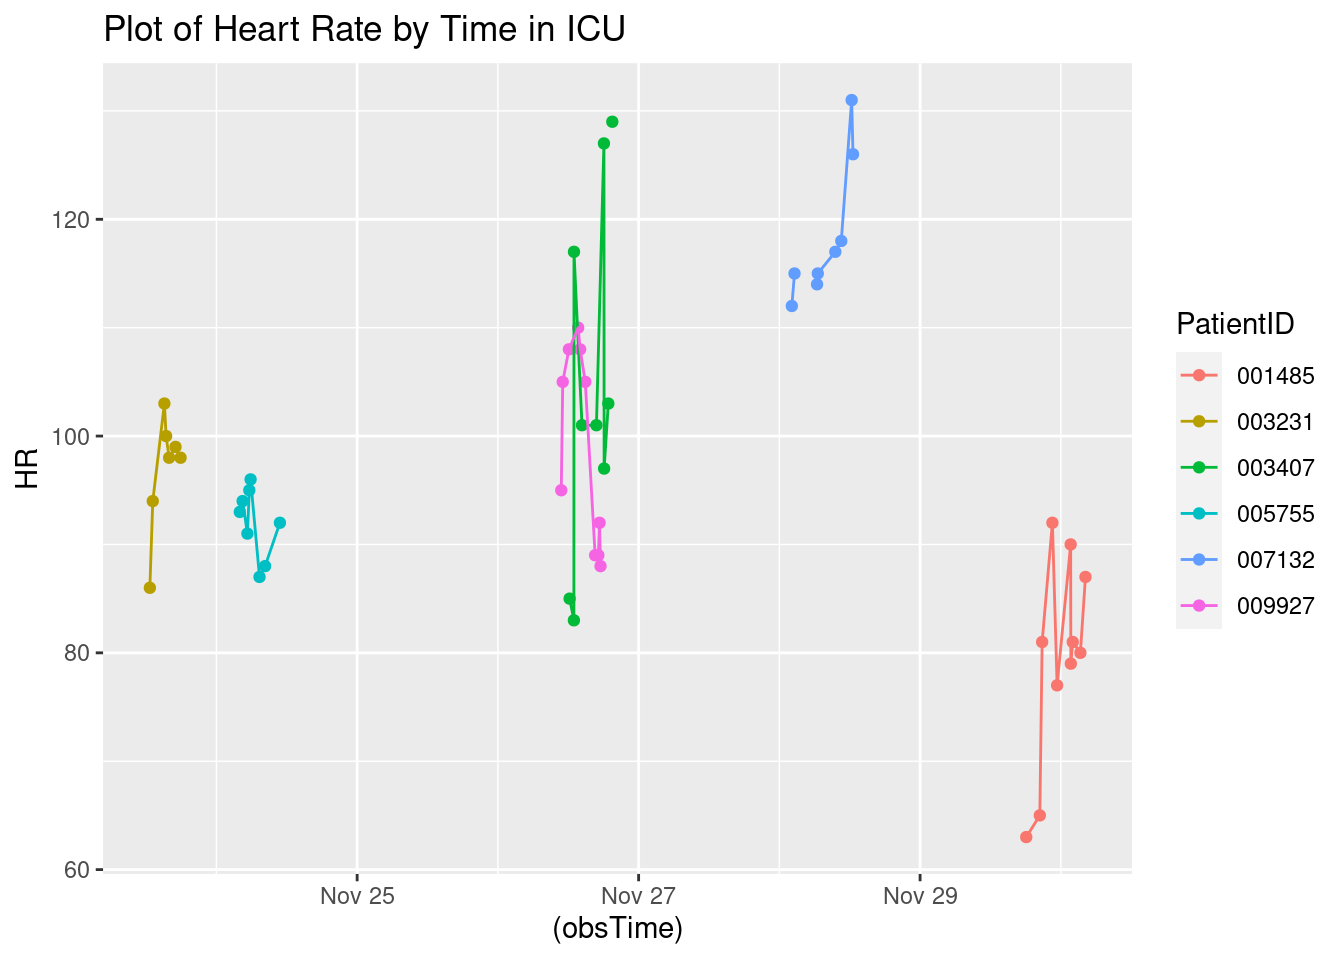 Plot of Heart Rate by Time in ICU
120
100
80
60
HR
Nov 25
Nov 27
Nov 29
(obsTime)
PatientID
001485
003231
003407
005755
007132
009927